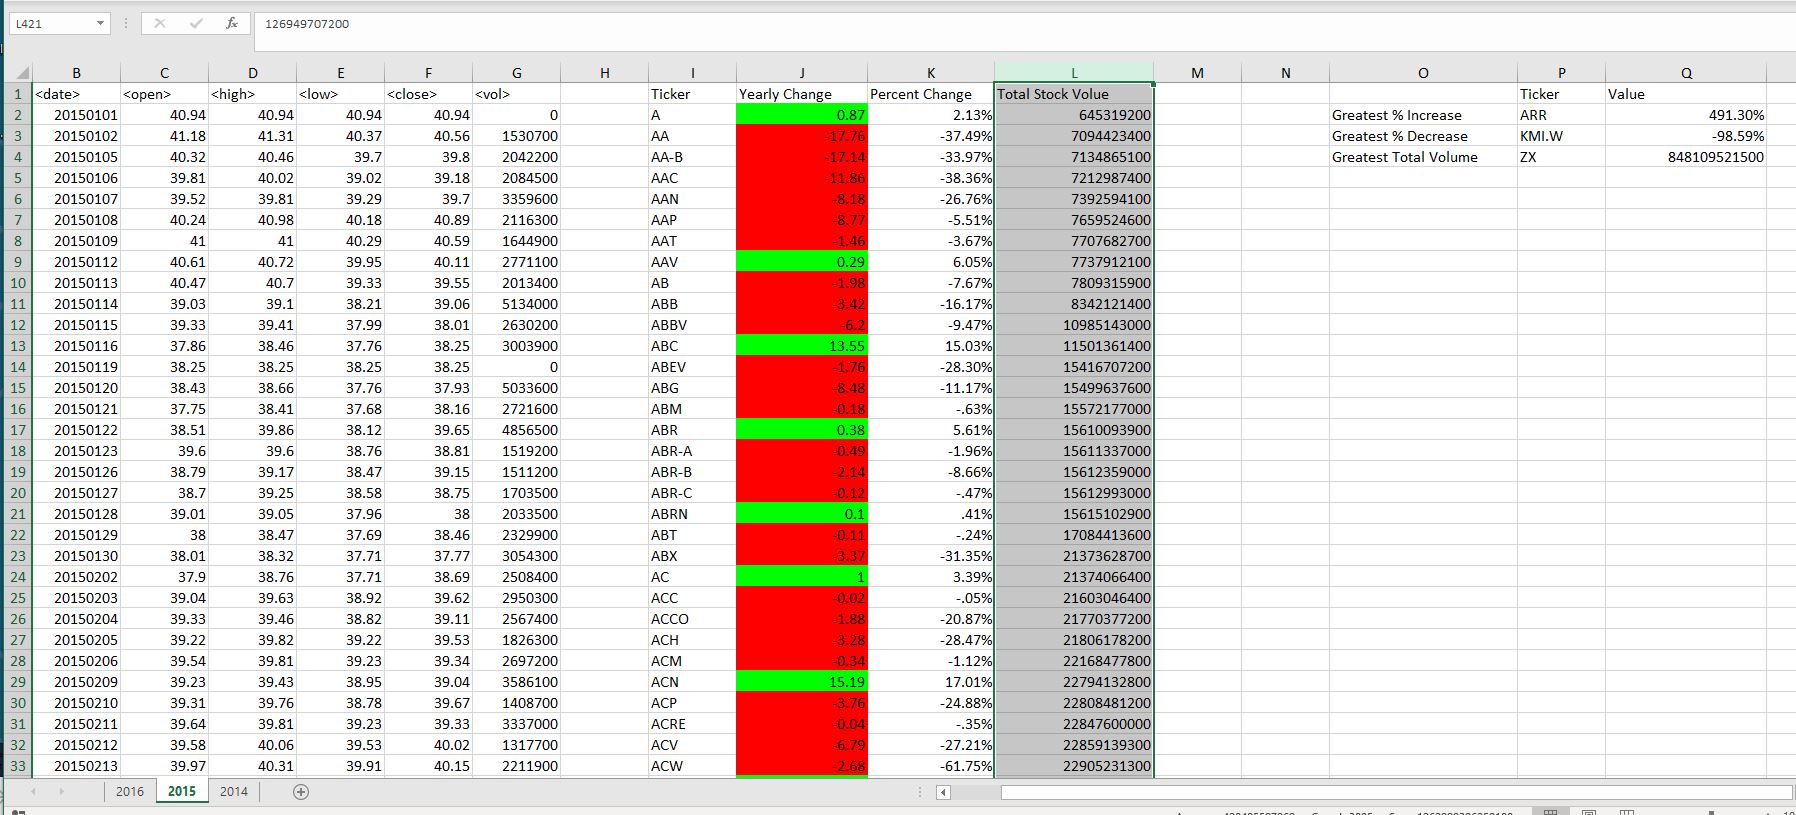 L421 fx 126949707200
B C D E F G H I J K L M N O P Q
1 <date> <open> <high> <low> <close> <vol> Ticker Yearly Change Percent Change Total Stock Volue Ticker Value
2 20150101 40.94 40.94 40.94 40.94 0 A 0.87 2.13% 645319200 Greatest % Increase ARR 491.30%
3 20150102 41.18 41.31 40.37 40.56 1530700 AA -17.76 -37.49% 7094423400 Greatest % Decrease KMI.W -98.59%
4 20150105 40.32 40.46 39.7 39.8 2042200 AA-B -17.14 -33.97% 7134865100 Greatest Total Volume ZX 848109521500
5 20150106 39.81 40.02 39.02 39.18 2084500 AAC -11.86 -38.36% 7212987400
6 20150107 39.52 39.81 39.29 39.7 3359600 AAN -8.18 -26.76% 7392594100
7 20150108 40.24 40.98 40.18 40.89 2116300 AAP -8.77 -5.51% 7659524600
8 20150109 41 41 40.29 40.59 1644900 AAT -1.46 -3.67% 7707682700
9 20150112 40.61 40.72 39.95 40.11 2771100 AAV 0.29 6.05% 7737912100
10 20150113 40.47 40.7 39.33 39.55 2013400 AB -1.98 -7.67% 7809315900
11 20150114 39.03 39.1 38.21 39.06 5134000 ABB -3.42 -16.17% 8342121400
12 20150115 39.33 39.41 37.99 38.01 2630200 ABBV -6.2 -9.47% 10985143000
13 20150116 37.86 38.46 37.76 38.25 3003900 ABC 13.55 15.03% 11501361400
14 20150119 38.25 38.25 38.25 38.25 0 ABEV -1.76 -28.30% 15416707200
15 20150120 38.43 38.66 37.76 37.93 5033600 ABG -8.48 -11.17% 15499637600
16 20150121 37.75 38.41 37.68 38.16 2721600 ABM -0.18 -.63% 15572177000
17 20150122 38.51 39.86 38.12 39.65 4856500 ABR 0.38 5.61% 15610093900
18 20150123 39.6 39.6 38.76 38.81 1519200 ABR-A -0.49 -1.96% 15611337000
19 20150126 38.79 39.17 38.47 39.15 1511200 ABR-B -2.14 -8.66% 15612359000
20 20150127 38.7 39.25 38.58 38.75 1703500 ABR-C -0.12 -.47% 15612993000
21 20150128 39.01 39.05 37.96 38 2033500 ABRN 0.1 .41% 15615102900
22 20150129 38 38.47 37.69 38.46 2329900 ABT -0.11 -.24% 17084413600
23 20150130 38.01 38.32 37.71 37.77 3054300 ABX -3.37 -31.35% 21373628700
24 20150202 37.9 38.76 37.71 38.69 2508400 AC 1 3.39% 21374066400
25 20150203 39.04 39.63 38.92 39.62 2950300 ACC -0.02 -.05% 21603046400
26 20150204 39.33 39.46 38.82 39.11 2567400 ACCO -1.88 -20.87% 21770377200
27 20150205 39.22 39.82 39.22 39.53 1826300 ACH -3.28 -28.47% 21806178200
28 20150206 39.54 39.81 39.23 39.34 2697200 ACM -0.34 -1.12% 22168477800
29 20150209 39.23 39.43 38.95 39.04 3586100 ACN 15.19 17.01% 22794132800
30 20150210 39.31 39.76 38.78 39.67 1408700 ACP -3.76 -24.88% 22808481200
31 20150211 39.64 39.81 39.23 39.33 3337000 ACRE -0.04 -.35% 22847600000
32 20150212 39.58 40.06 39.53 40.02 1317700 ACV -6.79 -27.21% 22859139300
33 20150213 39.97 40.31 39.91 40.15 2211900 ACW -2.68 -61.75% 22905231300
2016 2015 2014